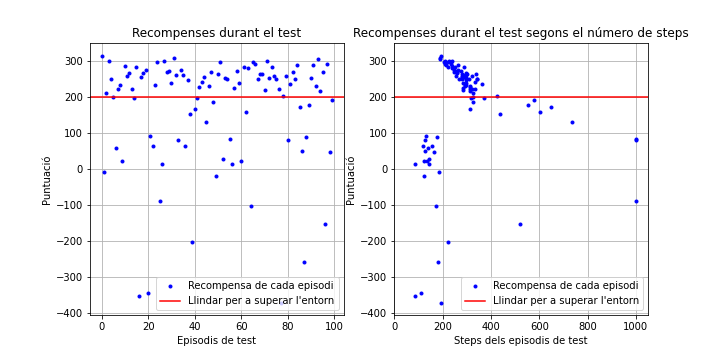 Recompenses durant el test
Puntuació
300
200
100
0
−100
−200
−300
−400
0
20
40
60
80
100
Recompensa de cada episodi
Llindar per a superar l'entorn
Episodis de test
Recompenses durant el test segons el número de steps
Puntuació
300
200
100
0
−100
−200
−300
−400
0
200
400
600
800
1000
Recompensa de cada episodi
Llindar per a superar l'entorn
Steps dels episodis de test